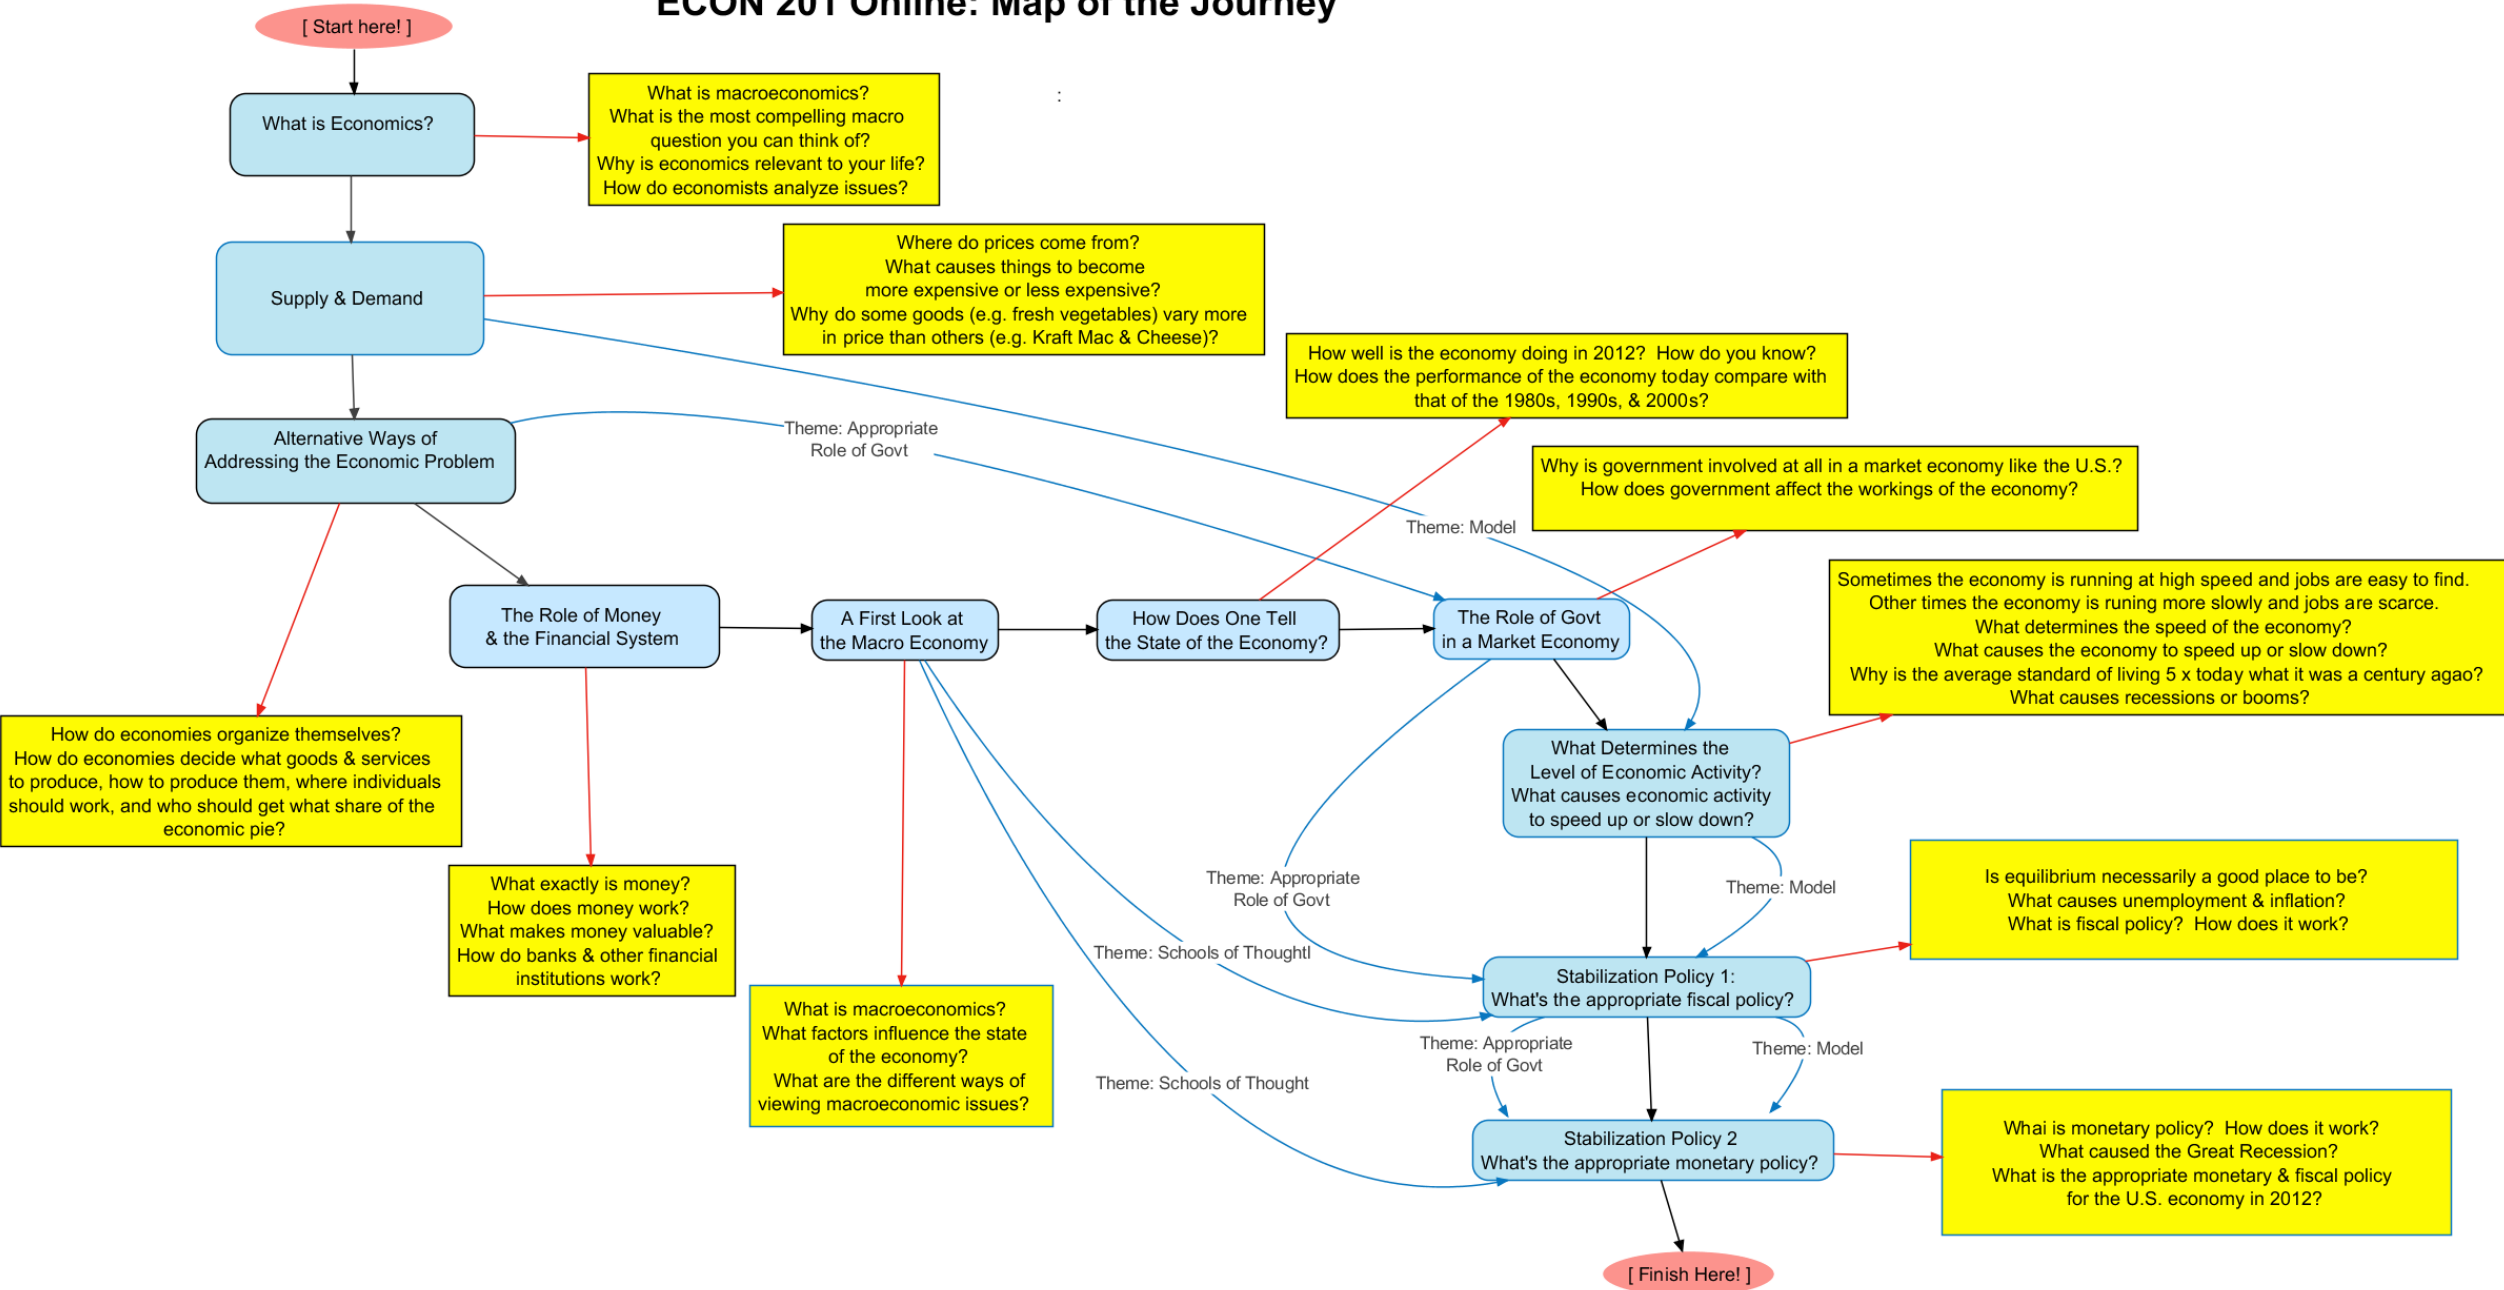 ECON 201 Online: Map of the Journey
[ Start here! ]
What is Economics?
What is macroeconomics?
What is the most compelling macro
question you can think of?
Why is economics relevant to your life?
How do economists analyze issues?
:
Supply & Demand
Where do prices come from?
What causes things to become
more expensive or less expensive?
Why do some goods (e.g. fresh vegetables) vary more
in price than others (e.g. Kraft Mac & Cheese)?
How well is the economy doing in 2012?  How do you know?
How does the performance of the economy today compare with
that of the 1980s, 1990s, & 2000s?
Alternative Ways of
Addressing the Economic Problem
Theme: Appropriate
Role of Govt
Theme: Model
Why is government involved at all in a market economy like the U.S.?
How does government affect the workings of the economy?
The Role of Money
& the Financial System
A First Look at
the Macro Economy
How Does One Tell
the State of the Economy?
The Role of Govt
in a Market Economy
Sometimes the economy is running at high speed and jobs are easy to find.
Other times the economy is runing more slowly and jobs are scarce.
What determines the speed of the economy?
What causes the economy to speed up or slow down?
Why is the average standard of living 5 x today what it was a century agao?
What causes recessions or booms?
How do economies organize themselves?
How do economies decide what goods & services
to produce, how to produce them, where individuals
should work, and who should get what share of the
economic pie?
What Determines the
Level of Economic Activity?
What causes economic activity
to speed up or slow down?
What exactly is money?
How does money work?
What makes money valuable?
How do banks & other financial
institutions work?
Theme: Appropriate
Role of Govt
Theme: Model
Is equilibrium necessarily a good place to be?
What causes unemployment & inflation?
What is fiscal policy?  How does it work?
Theme: Schools of Thoughtl
Stabilization Policy 1:
What's the appropriate fiscal policy?
What is macroeconomics?
What factors influence the state
of the economy?
What are the different ways of
viewing macroeconomic issues?
Theme: Appropriate
Role of Govt
Theme: Model
Theme: Schools of Thought
Stabilization Policy 2
What's the appropriate monetary policy?
Whai is monetary policy?  How does it work?
What caused the Great Recession?
What is the appropriate monetary & fiscal policy
for the U.S. economy in 2012?
[ Finish Here! ]